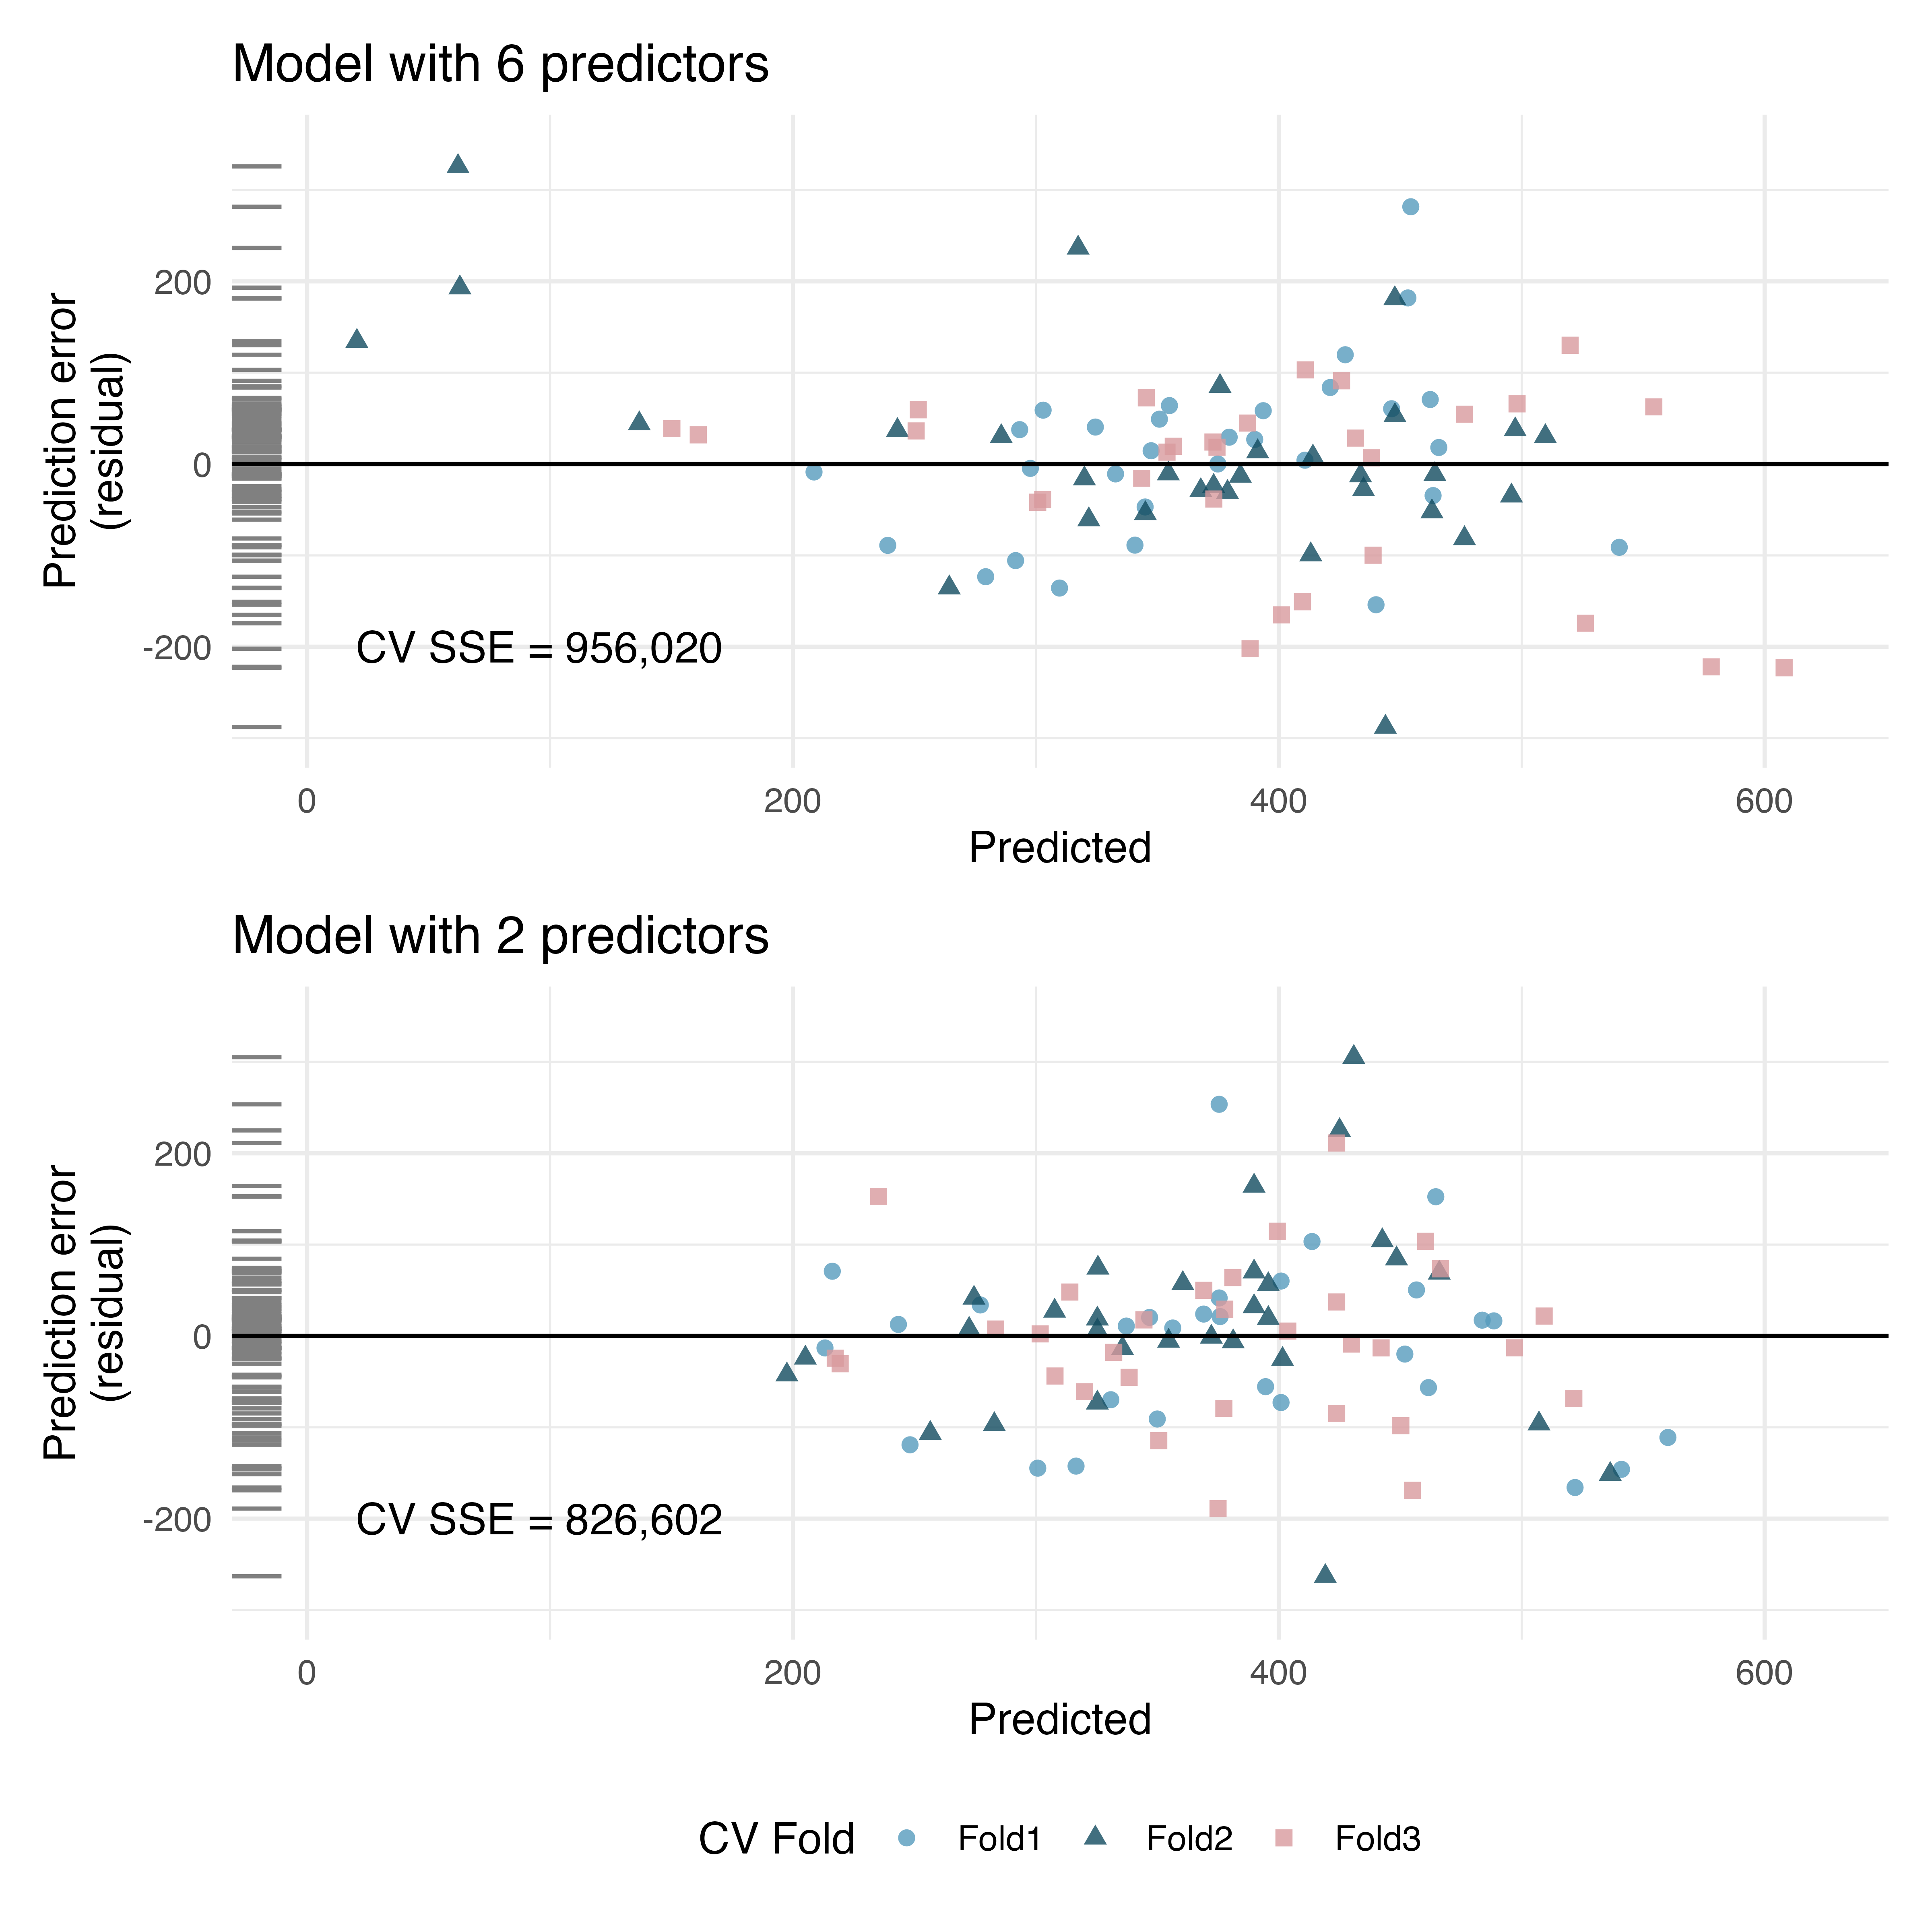 Model with 6 predictors
Prediction error
(residual)
200
0
-200
CV SSE = 956,020
0 200 400 600
Predicted
Model with 2 predictors
Prediction error
(residual)
200
0
-200
CV SSE = 826,602
0 200 400 600
Predicted
CV Fold Fold1 Fold2 Fold3